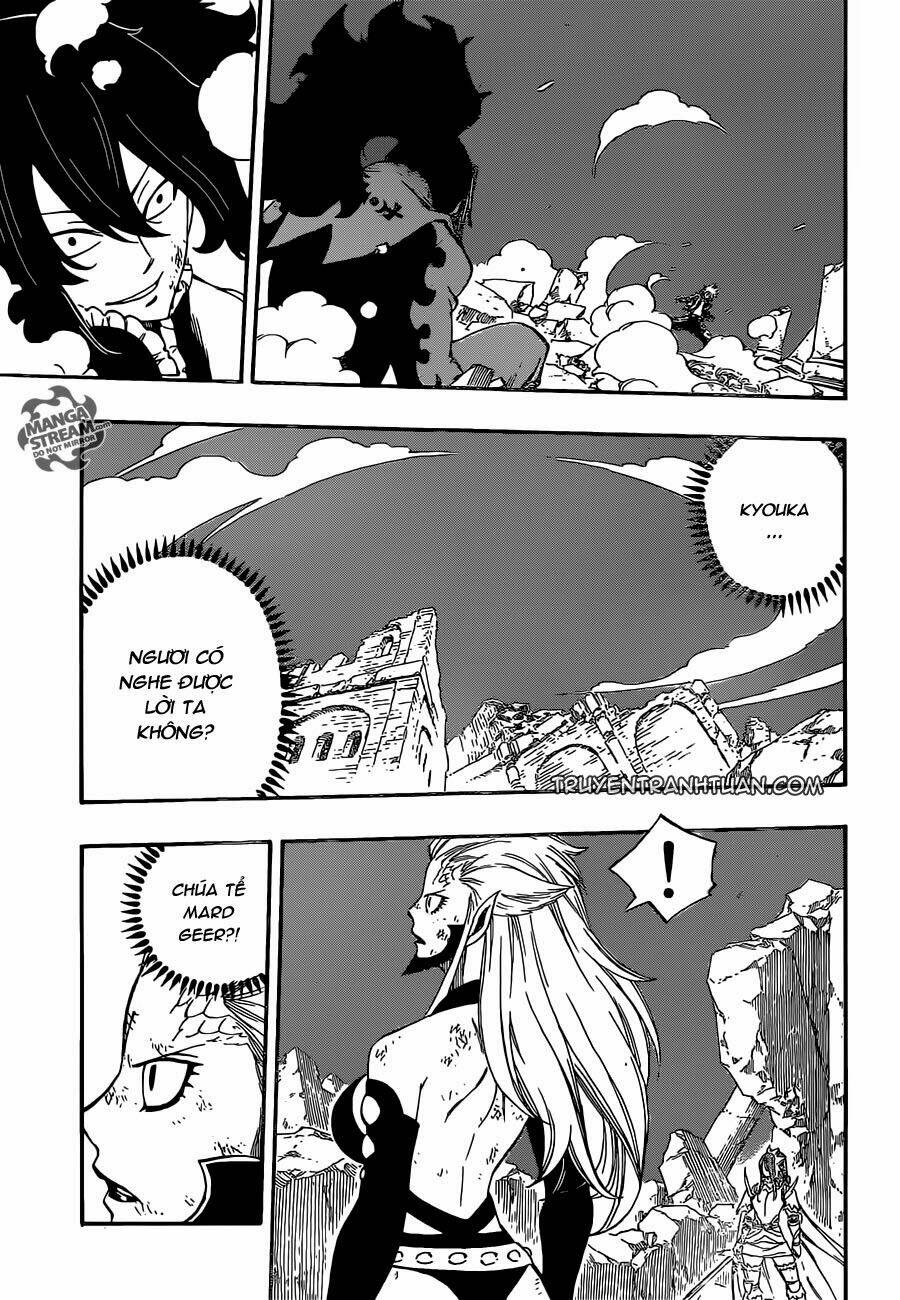 MANGA
STREAM.COM
DO NOT MIRROR
KYOUKA
...
NGƯƠI CÓ
NGHE ĐƯỢC
LỜI TA
KHÔNG?
TRUYENTRANHTUAN.COM
!
CHÚA TỂ
MARD
GEER?!